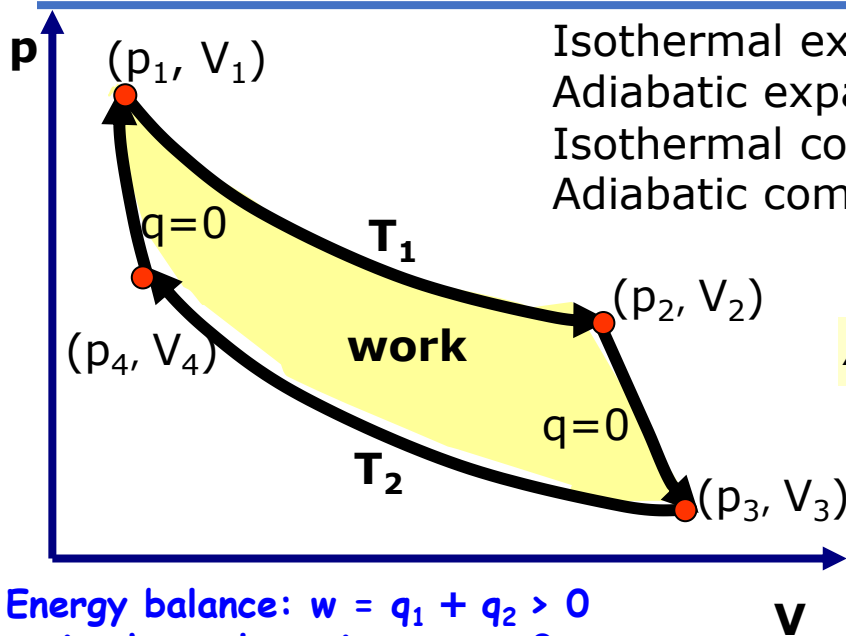 p
(p₁, V₁)
Isothermal ex
Adiabatic expa
Isothermal co
Adiabatic com
q=0
T₁
(p₂, V₂)
(p₄, V₄)
work
q=0
T₂
(p₃, V₃)
Energy balance: w = q₁ + q₂ > 0
V